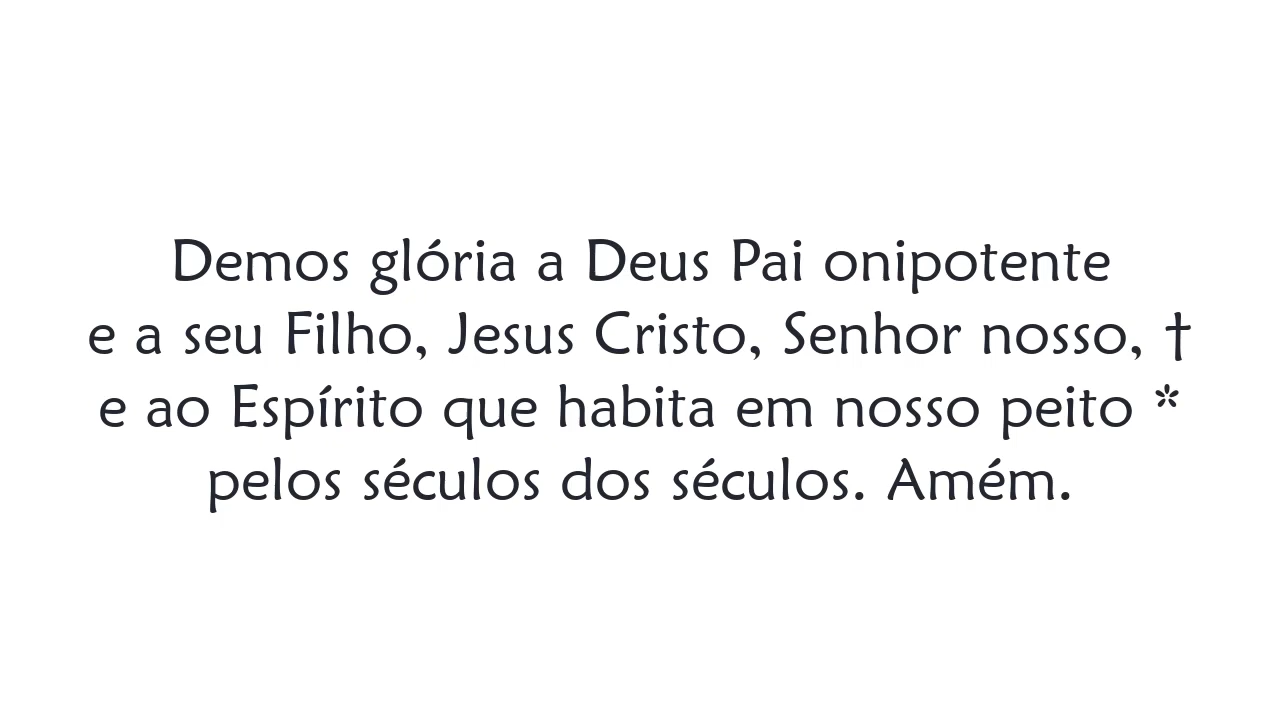 Demos glória a Deus Pai onipotente
e a seu Filho, Jesus Cristo, Senhor nosso, †
e ao Espírito que habita em nosso peito *
pelos séculos dos séculos. Amém.